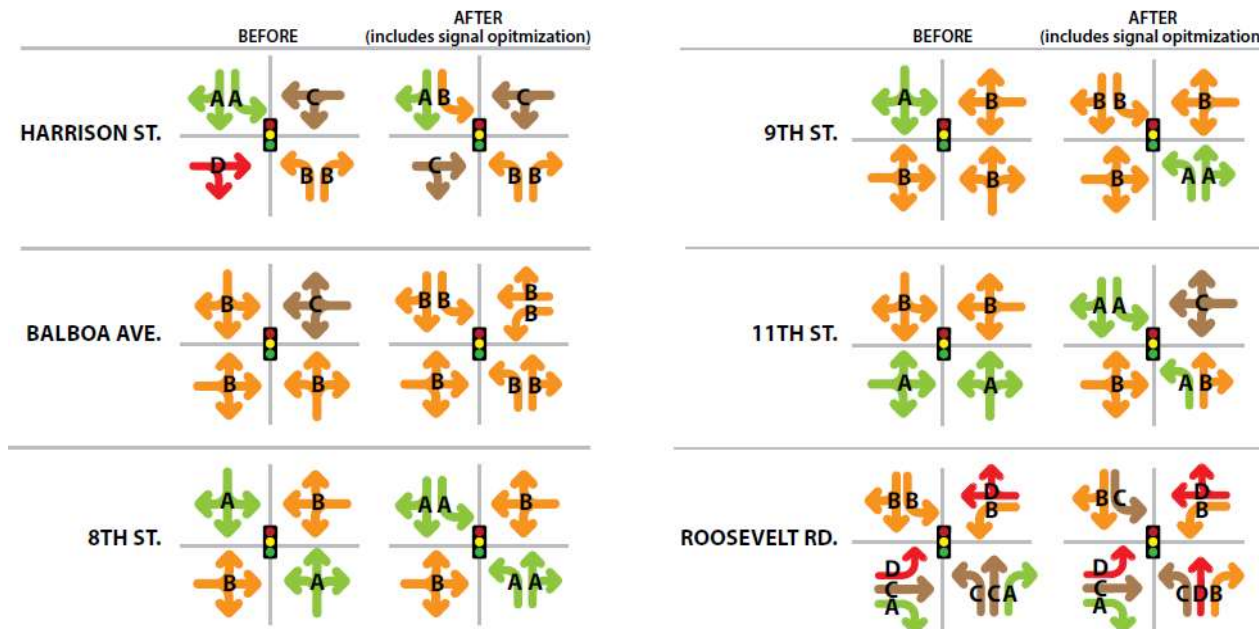 BEFORE
AFTER
(includes signal opitmization)
HARRISON ST.
A A
C
A B
C
D
B B
C
B B
BALBOA AVE.
B
C
B B
B
B
B
B
B
B B
8TH ST.
A
B
A A
B
B
A
B
A A
BEFORE
AFTER
(includes signal opitmization
9TH ST.
A
B
B B
B
B
B
B
A A
11TH ST.
B
B
A A
C
A
A
B
A B
ROOSEVELT RD.
B B
D
B
B C
D
B
D
C
A
C C A
D
C
A
C D B